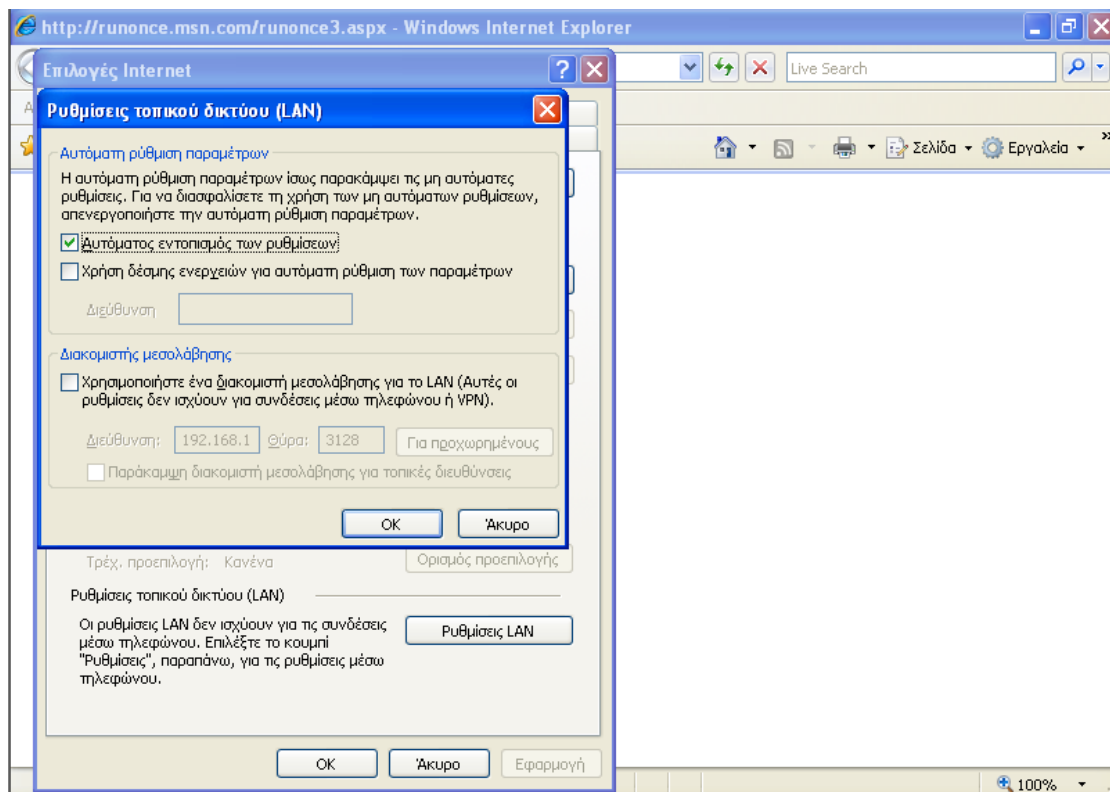 http://runonce.msn.com/runonce3.aspx - Windows Internet Explorer
Επιλογές Internet
Live Search
Ρυθμίσεις τοπικού δικτύου (LAN)
Σελίδα
Εργαλεία
Αυτόματη ρύθμιση παραμέτρων
Η αυτόματη ρύθμιση παραμέτρων ίσως παρακάμψει τις μη αυτόματες
ρυθμίσεις. Για να διασφαλίσετε τη χρήση των μη αυτόματων ρυθμίσεων,
απενεργοποιήστε την αυτόματη ρύθμιση παραμέτρων.
Αυτόματος εντοπισμός των ρυθμίσεων
Χρήση δέσμης ενεργειών για αυτόματη ρύθμιση των παραμέτρων
Διεύθυνση
Διακομιστής μεσολάβησης
Χρησιμοποιήστε ένα διακομιστή μεσολάβησης για το LAN (Αυτές οι
ρυθμίσεις δεν ισχύουν για συνδέσεις μέσω τηλεφώνου ή VPN).
Διεύθυνση: 192.168.1 Θύρα: 3128 Για προχωρημένους
Παράκαμψη διακομιστή μεσολάβησης για τοπικές διευθύνσεις
OK Άκυρο
Τρέχ. προεπιλογή: Κανένα Ορισμός προεπιλογής
Ρυθμίσεις τοπικού δικτύου (LAN)
Οι ρυθμίσεις LAN δεν ισχύουν για τις συνδέσεις
μέσω τηλεφώνου. Επιλέξτε το κουμπί
"Ρυθμίσεις", παραπάνω, για τις ρυθμίσεις μέσω
τηλεφώνου.
Ρυθμίσεις LAN
OK Άκυρο Εφαρμογή
100%